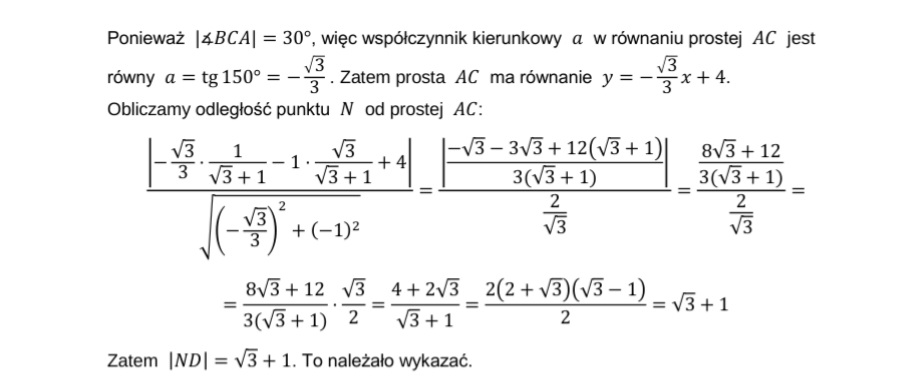 Ponieważ |∡BCA| = 30°, więc współczynnik kierunkowy a w równaniu prostej AC jest
równy a = tg 150° = −√3/3 . Zatem prosta AC ma równanie y = −√3/3 x + 4.
Obliczamy odległość punktu N od prostej AC:
|−√3/3 · 1/(√3 + 1) − 1 · √3/(√3 + 1) + 4| / √((−√3/3)² + (−1)²) = |(−√3 − 3√3 + 12(√3 + 1))/(3(√3 + 1))| / (2/√3) = ((8√3 + 12)/(3(√3 + 1))) / (2/√3) =
= (8√3 + 12)/(3(√3 + 1)) · √3/2 = (4 + 2√3)/(√3 + 1) = (2(2 + √3)(√3 − 1))/2 = √3 + 1
Zatem |ND| = √3 + 1. To należało wykazać.